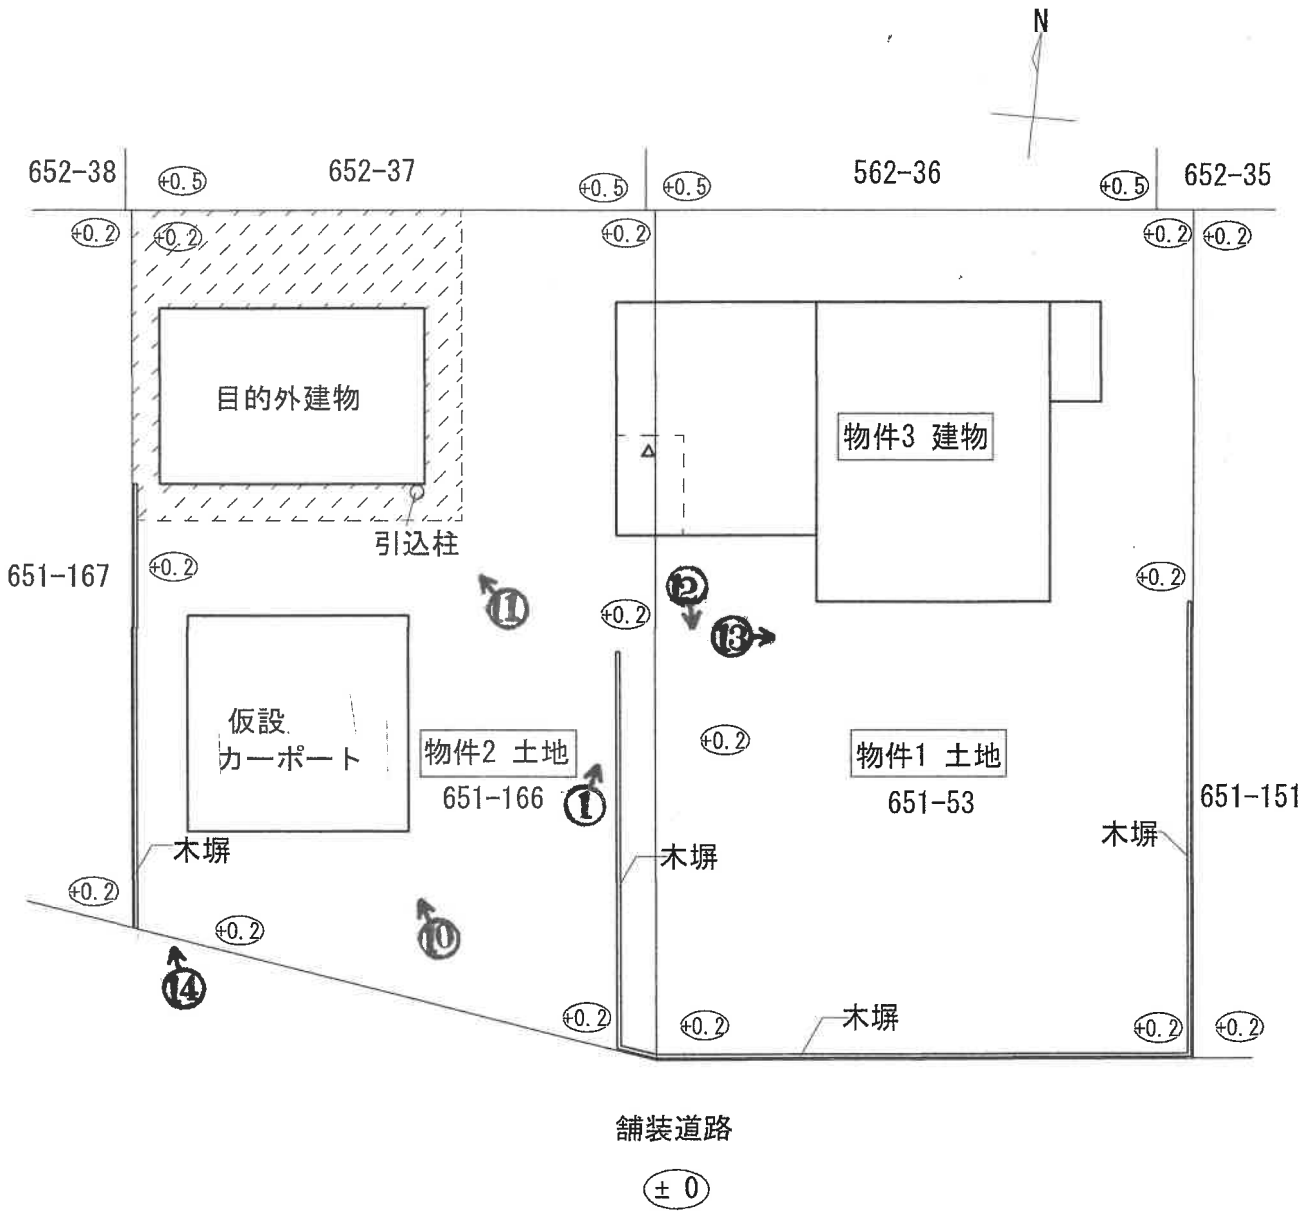 N
652-38
+0.5
652-37
+0.5
+0.5
562-36
+0.5
652-35
+0.2
+0.2
+0.2
+0.2
+0.2
目的外建物
物件3 建物
引込柱
651-167
+0.2
⑪
+0.2
⑫
⑬
+0.2
仮設
カーポート
物件2 土地
651-166
①
+0.2
物件1 土地
651-53
651-151
木塀
木塀
木塀
+0.2
+0.2
⑩
⑭
+0.2
+0.2
木塀
+0.2
+0.2
舗装道路
± 0